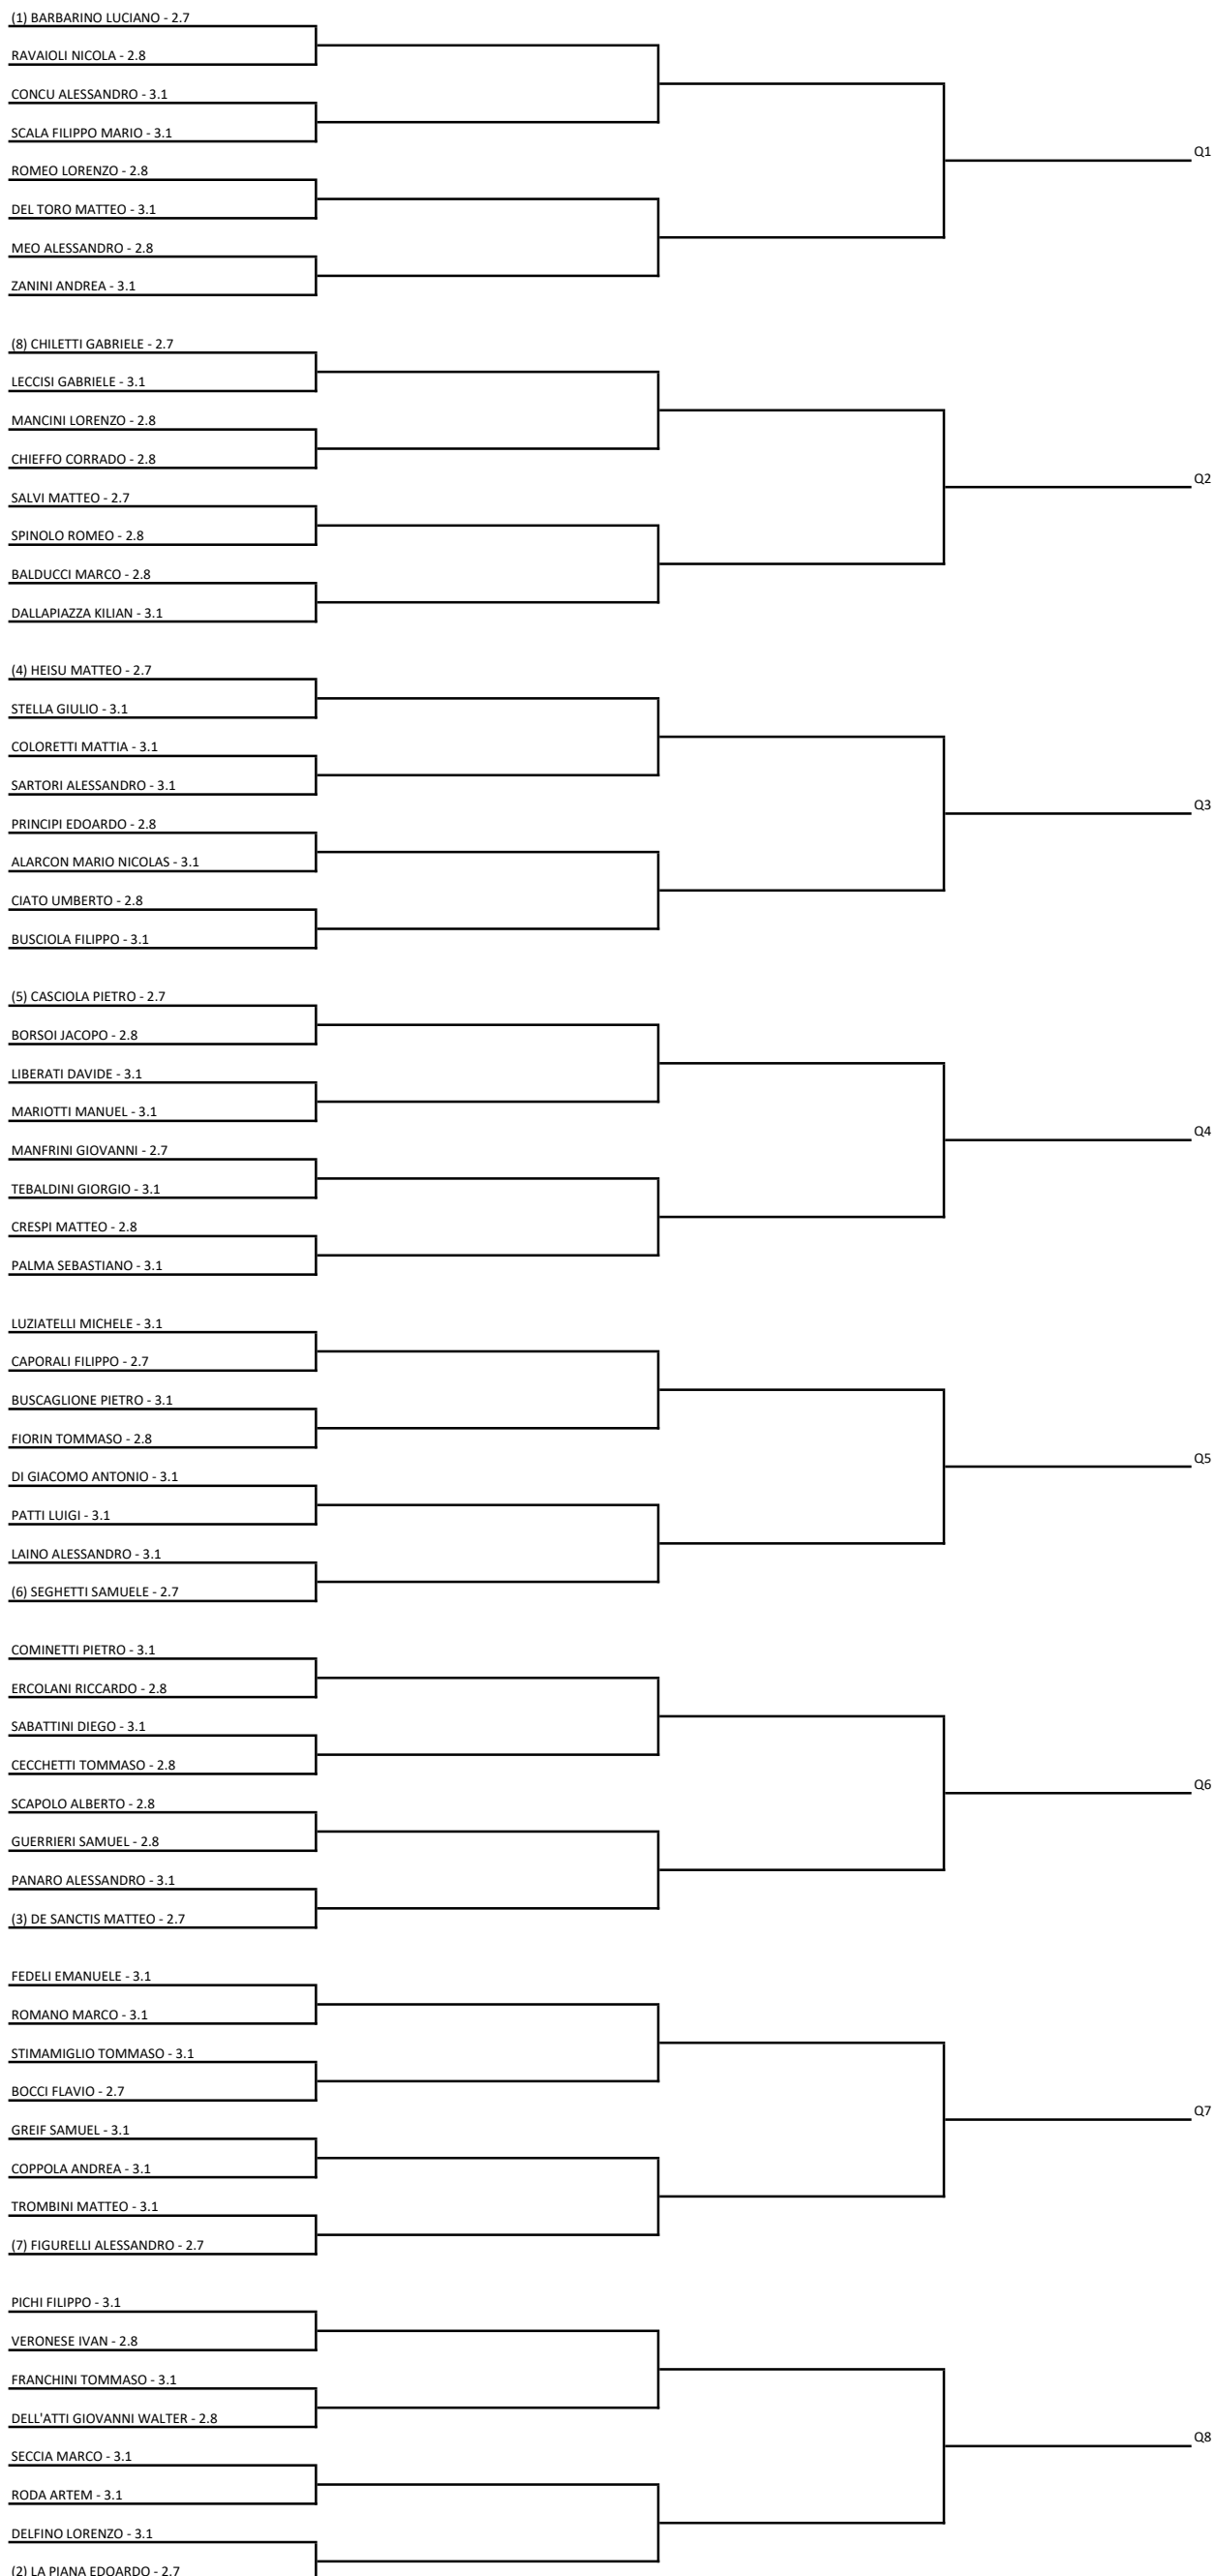 (1) BARBARINO LUCIANO - 2.7
RAVAIOLI NICOLA - 2.8
CONCU ALESSANDRO - 3.1
SCALA FILIPPO MARIO - 3.1
Q1
ROMEO LORENZO - 2.8
DEL TORO MATTEO - 3.1
MEO ALESSANDRO - 2.8
ZANINI ANDREA - 3.1
(8) CHILETTI GABRIELE - 2.7
LECCISI GABRIELE - 3.1
MANCINI LORENZO - 2.8
CHIEFFO CORRADO - 2.8
Q2
SALVI MATTEO - 2.7
SPINOLO ROMEO - 2.8
BALDUCCI MARCO - 2.8
DALLAPIAZZA KILIAN - 3.1
(4) HEISU MATTEO - 2.7
STELLA GIULIO - 3.1
COLORETTI MATTIA - 3.1
SARTORI ALESSANDRO - 3.1
Q3
PRINCIPI EDOARDO - 2.8
ALARCON MARIO NICOLAS - 3.1
CIATO UMBERTO - 2.8
BUSCIOLA FILIPPO - 3.1
(5) CASCIOLA PIETRO - 2.7
BORSOI JACOPO - 2.8
LIBERATI DAVIDE - 3.1
MARIOTTI MANUEL - 3.1
Q4
MANFRINI GIOVANNI - 2.7
TEBALDINI GIORGIO - 3.1
CRESPI MATTEO - 2.8
PALMA SEBASTIANO - 3.1
LUZIATELLI MICHELE - 3.1
CAPORALI FILIPPO - 2.7
BUSCAGLIONE PIETRO - 3.1
FIORIN TOMMASO - 2.8
Q5
DI GIACOMO ANTONIO - 3.1
PATTI LUIGI - 3.1
LAINO ALESSANDRO - 3.1
(6) SEGHETTI SAMUELE - 2.7
COMINETTI PIETRO - 3.1
ERCOLANI RICCARDO - 2.8
SABATTINI DIEGO - 3.1
CECCHETTI TOMMASO - 2.8
Q6
SCAPOLO ALBERTO - 2.8
GUERRIERI SAMUEL - 2.8
PANARO ALESSANDRO - 3.1
(3) DE SANCTIS MATTEO - 2.7
FEDELI EMANUELE - 3.1
ROMANO MARCO - 3.1
STIMAMIGLIO TOMMASO - 3.1
BOCCI FLAVIO - 2.7
Q7
GREIF SAMUEL - 3.1
COPPOLA ANDREA - 3.1
TROMBINI MATTEO - 3.1
(7) FIGURELLI ALESSANDRO - 2.7
PICHI FILIPPO - 3.1
VERONESE IVAN - 2.8
FRANCHINI TOMMASO - 3.1
DELL'ATTI GIOVANNI WALTER - 2.8
Q8
SECCIA MARCO - 3.1
RODA ARTEM - 3.1
DELFINO LORENZO - 3.1
(2) LA PIANA EDOARDO - 2.7